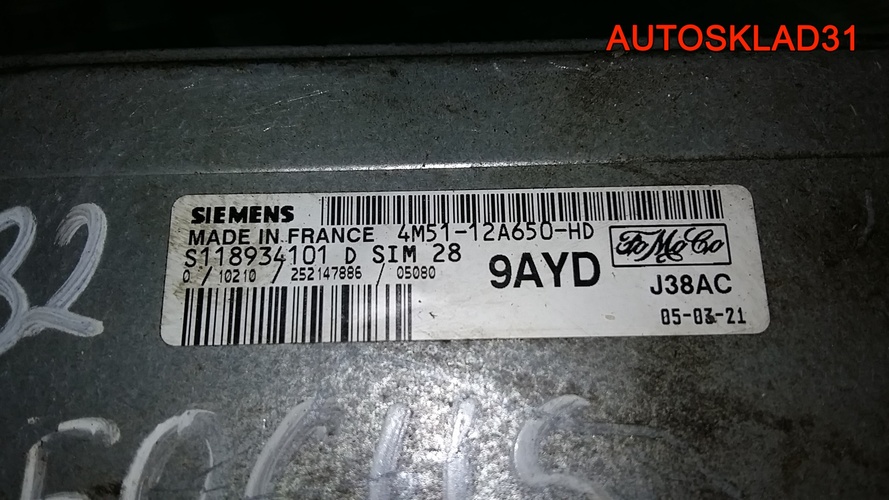 AUTOSKLAD31
SIEMENS
MADE IN FRANCE 4M51-12A650-HD
S118934101 D SIM 28
0 / 10210 / 252147886 / 05080
9AYD
FoMoCo
J38AC
05-03-21
32
FOCUS